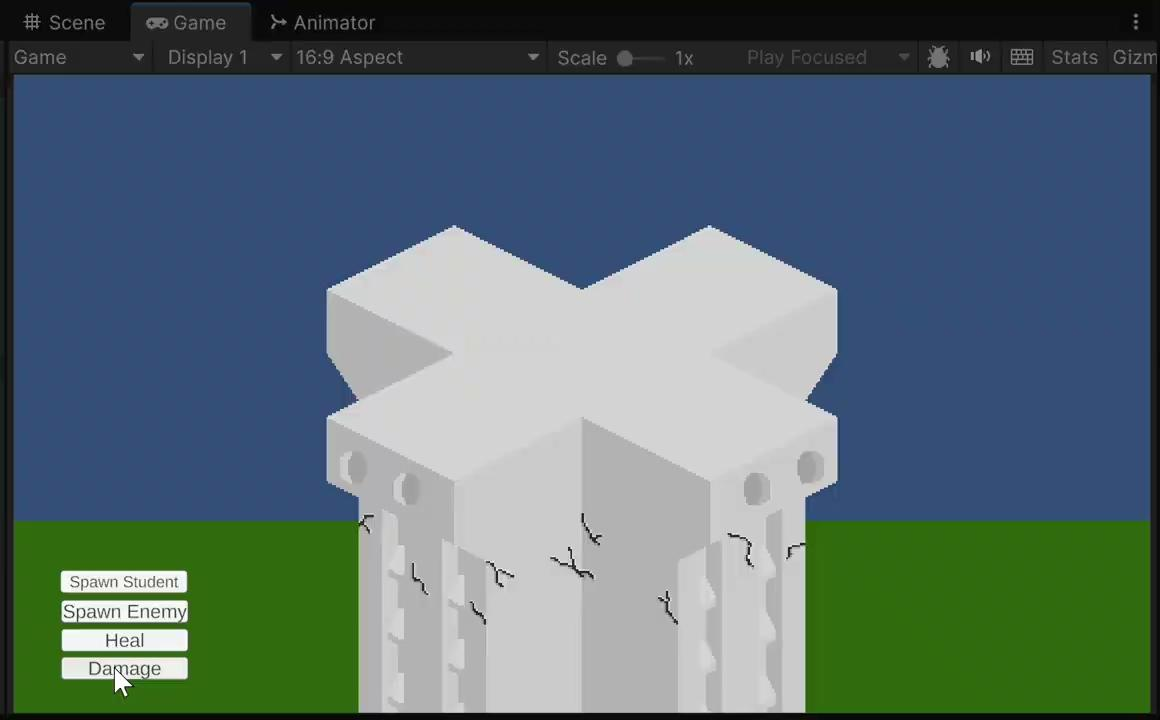 Scene Game Animator
Game Display 1 16:9 Aspect Scale 1x Play Focused Stats Gizm
Spawn Student
Spawn Enemy
Heal
Damage